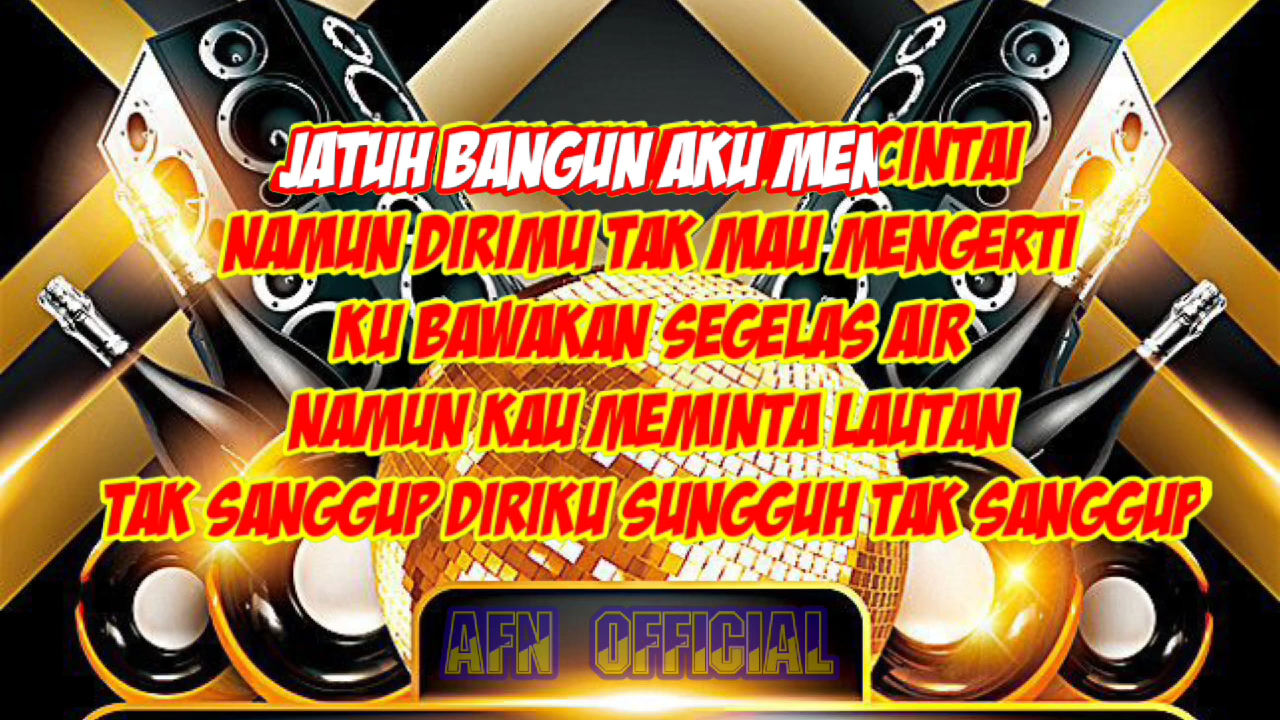 JATUH BANGUN AKU MENCINTAI
NAMUN DIRIMU TAK MAU MENGERTI
KU BAWAKAN SEGELAS AIR
NAMUN KAU MEMINTA LAUTAN
TAK SANGGUP DIRIKU SUNGGUH TAK SANGGUP
AFN OFFICIAL